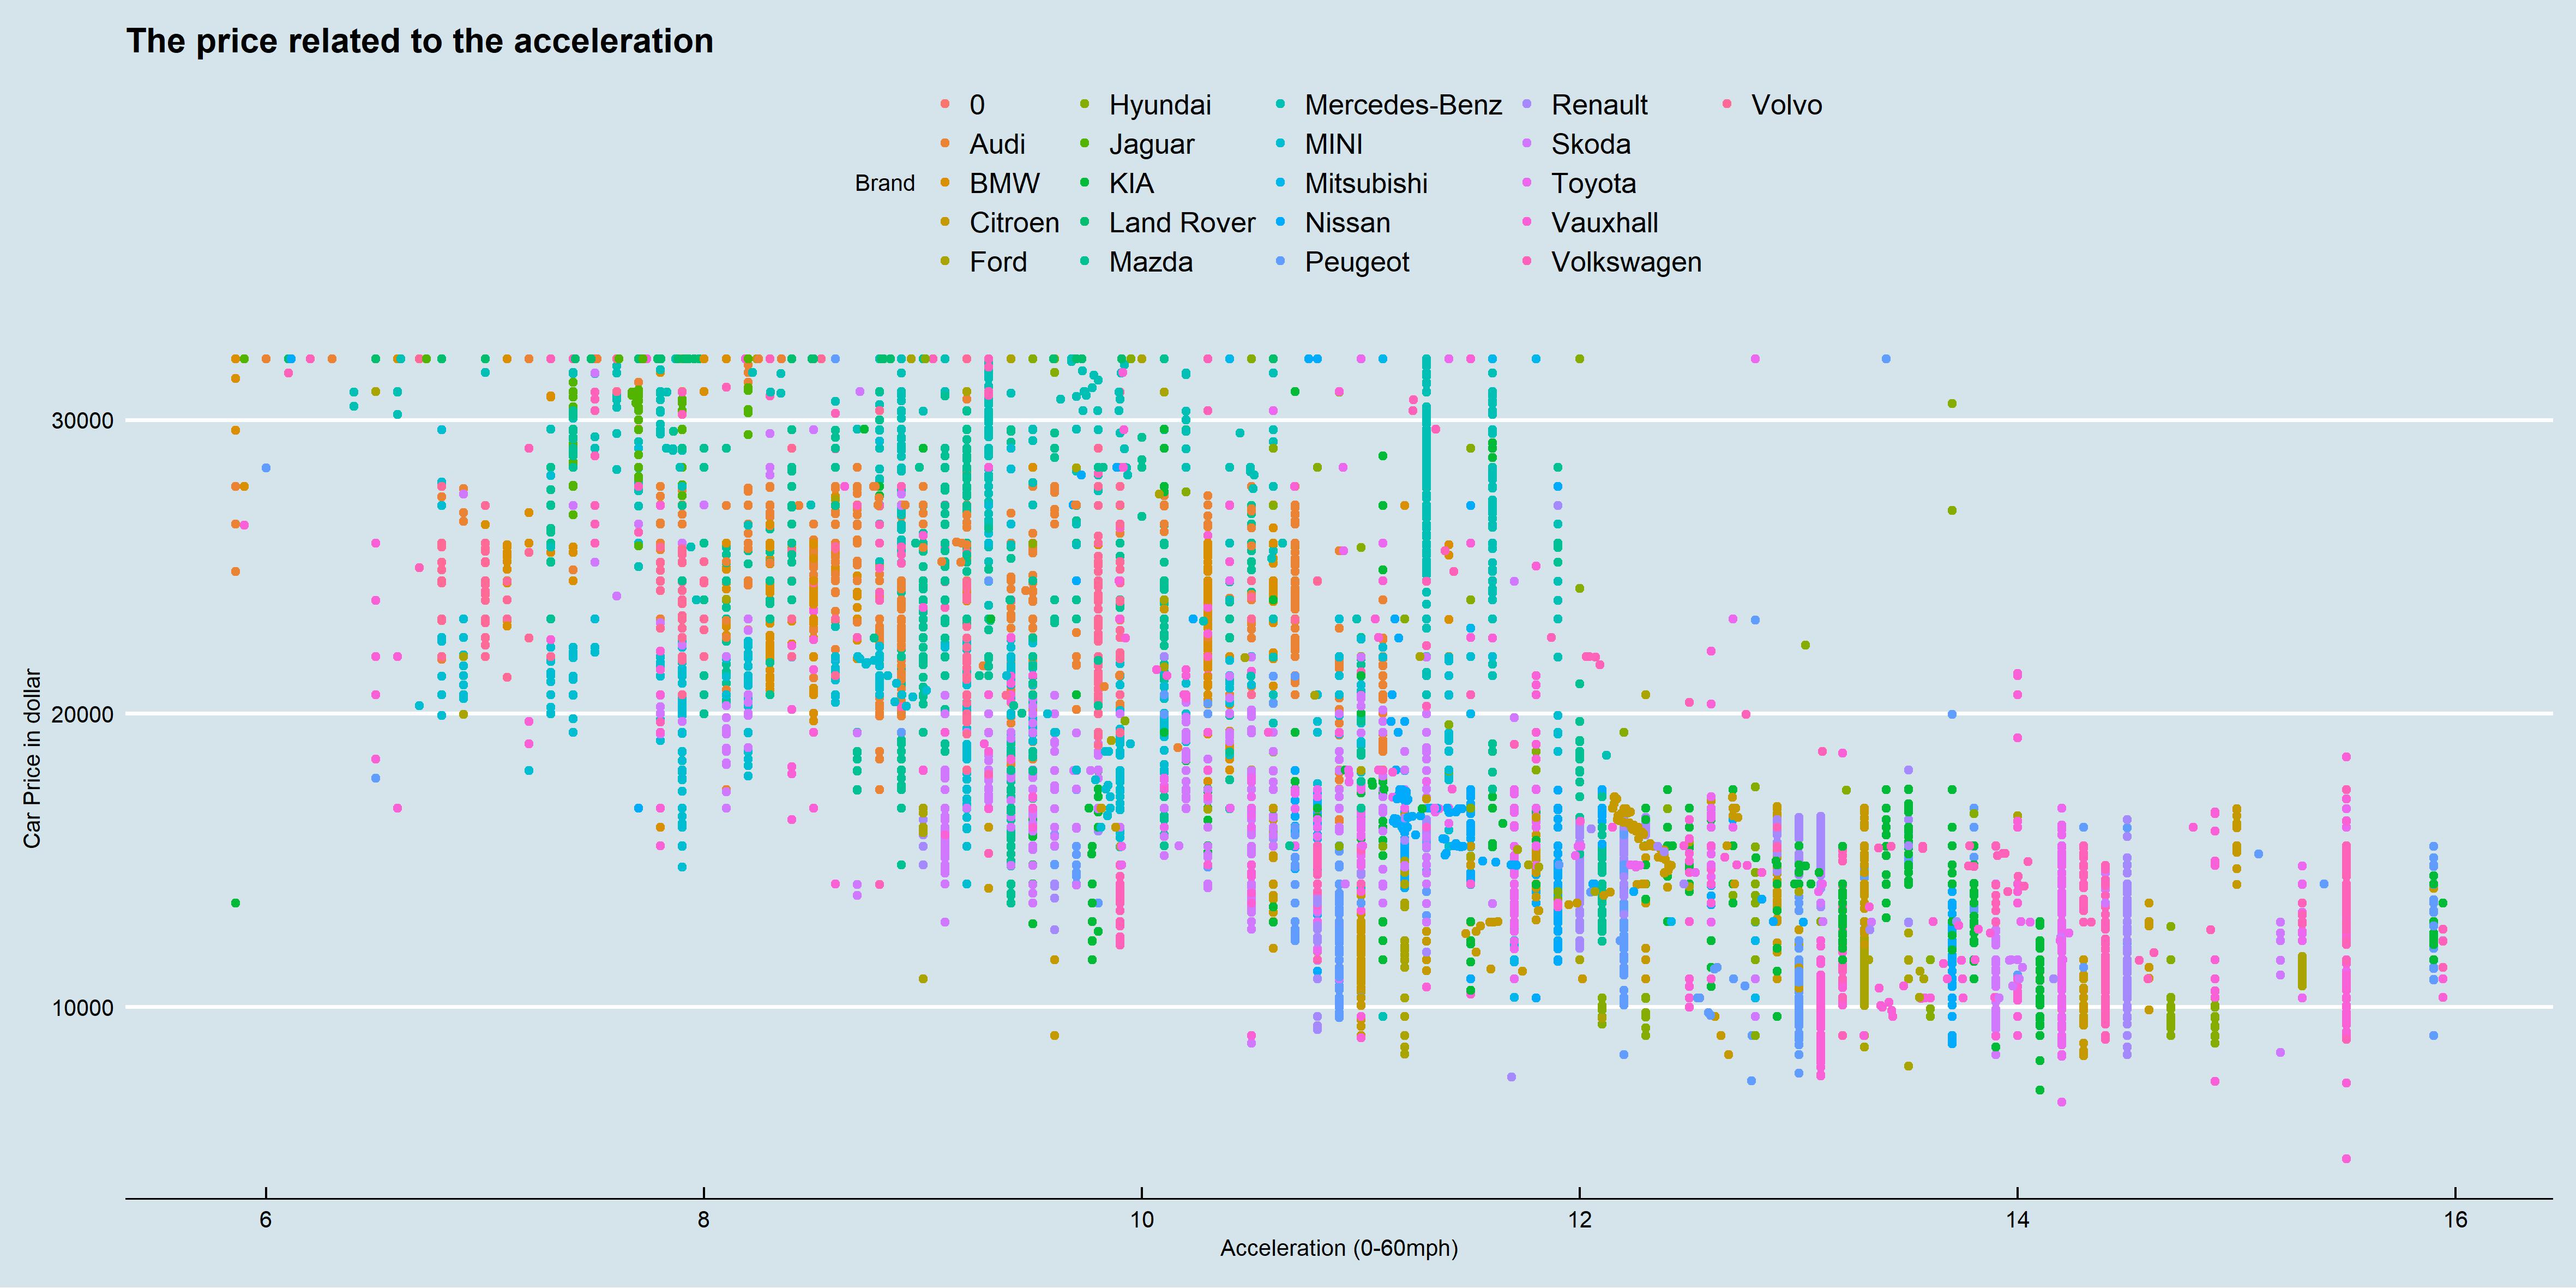 The price related to the acceleration
Brand
0
Audi
BMW
Citroen
Ford
Hyundai
Jaguar
KIA
Land Rover
Mazda
Mercedes-Benz
MINI
Mitsubishi
Nissan
Peugeot
Renault
Skoda
Toyota
Vauxhall
Volkswagen
Volvo
Car Price in dollar
30000
20000
10000
6
8
10
12
14
16
Acceleration (0-60mph)